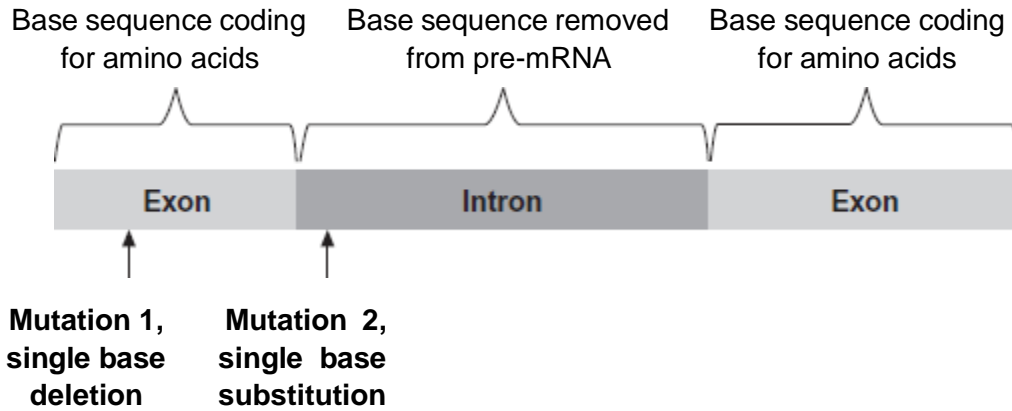 Base sequence coding
for amino acids
Base sequence removed
from pre-mRNA
Base sequence coding
for amino acids
Exon
Intron
Exon
Mutation 1,
single base
deletion
Mutation 2,
single base
substitution